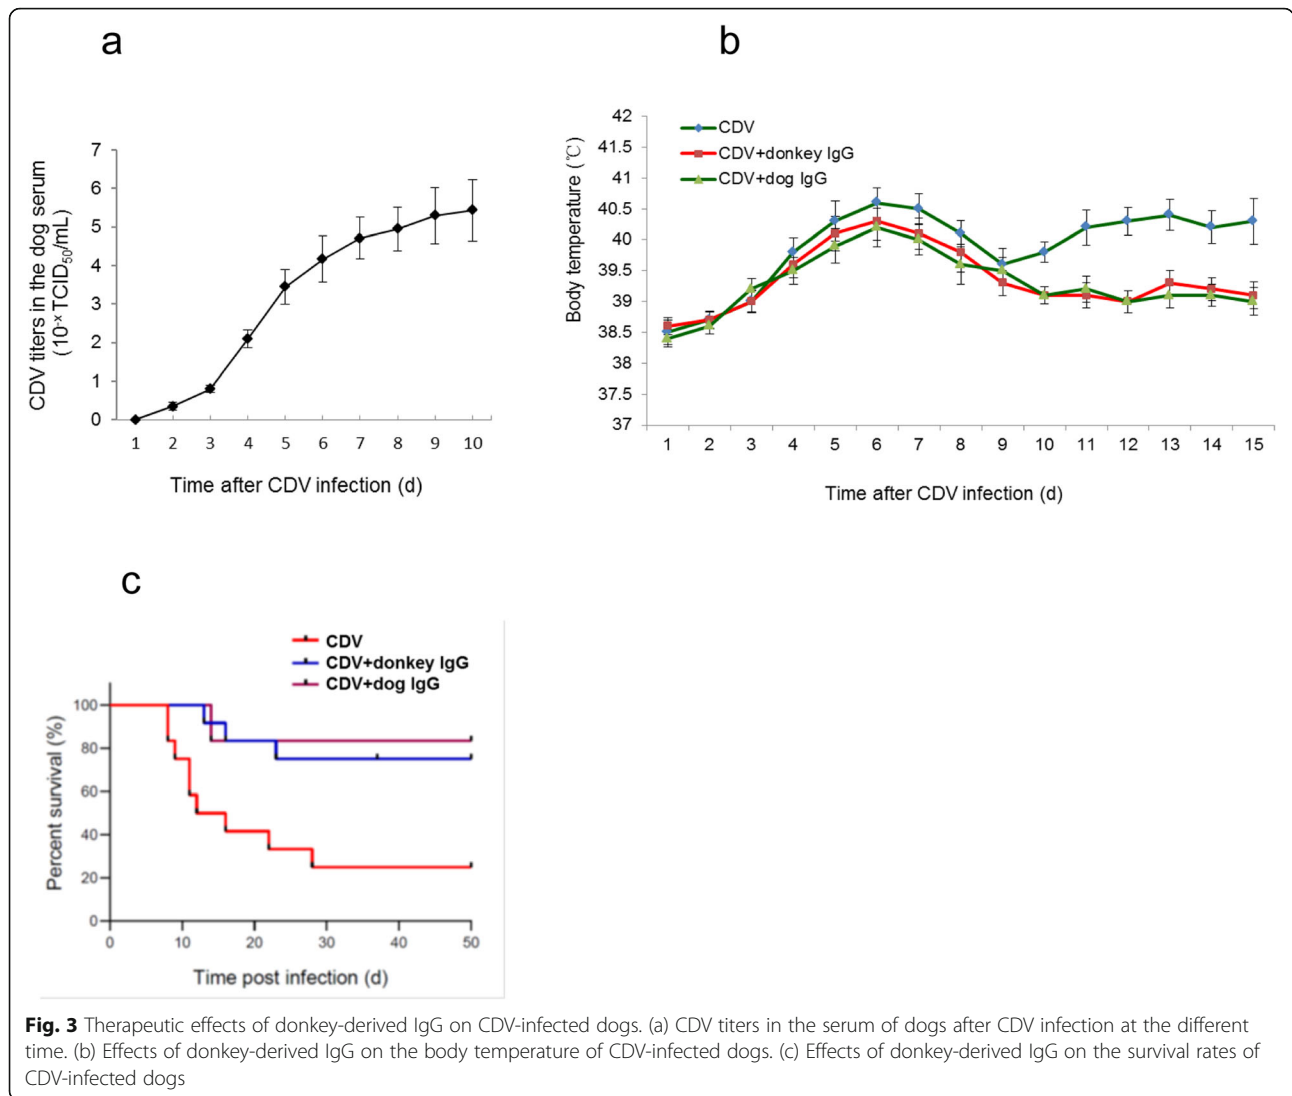 a
CDV titers in the dog serum
(10⁻ˣ TCID₅₀/mL)
7
6
5
4
3
2
1
0
1 2 3 4 5 6 7 8 9 10
Time after CDV infection (d)
b
CDV
CDV+donkey IgG
CDV+dog IgG
Body temperature (℃)
42
41.5
41
40.5
40
39.5
39
38.5
38
37.5
37
1 2 3 4 5 6 7 8 9 10 11 12 13 14 15
Time after CDV infection (d)
c
CDV
CDV+donkey IgG
CDV+dog IgG
Percent survival (%)
100
80
60
40
20
0
0 10 20 30 40 50
Time post infection (d)
Fig. 3 Therapeutic effects of donkey-derived IgG on CDV-infected dogs. (a) CDV titers in the serum of dogs after CDV infection at the different
time. (b) Effects of donkey-derived IgG on the body temperature of CDV-infected dogs. (c) Effects of donkey-derived IgG on the survival rates of
CDV-infected dogs